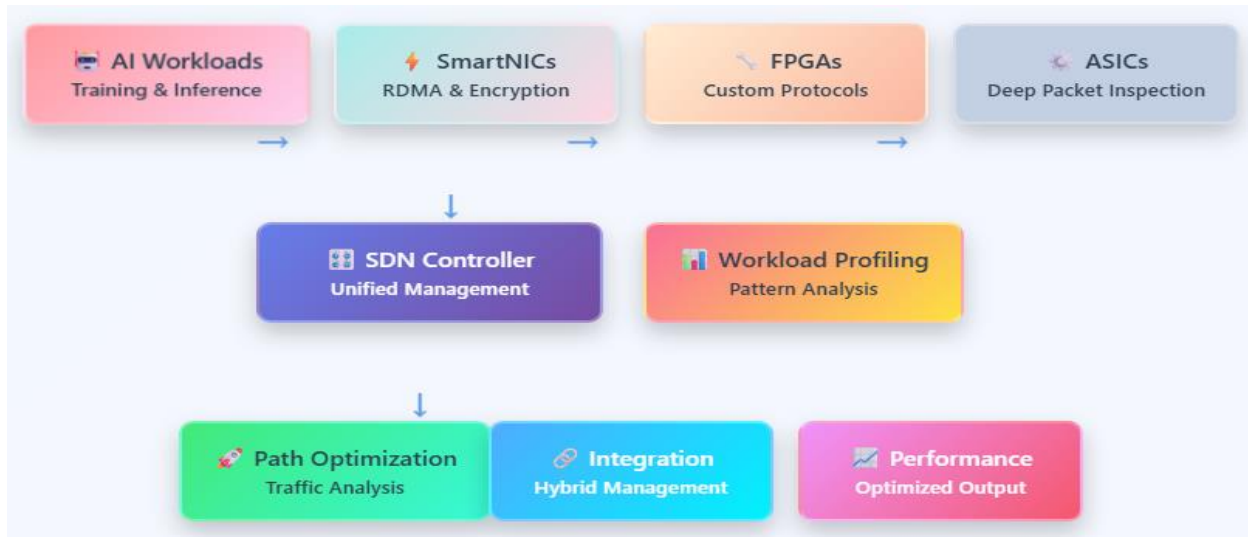 AI Workloads
Training & Inference
SmartNICs
RDMA & Encryption
FPGAs
Custom Protocols
ASICs
Deep Packet Inspection
SDN Controller
Unified Management
Workload Profiling
Pattern Analysis
Path Optimization
Traffic Analysis
Integration
Hybrid Management
Performance
Optimized Output